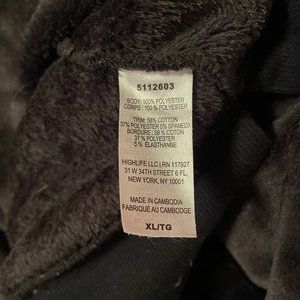 5112603
BODY: 100% POLYESTER
CORPS: 100 % POLYESTER
TRIM: 58% COTTON
37% POLYESTER 5% SPANDEX
BORDURE : 58 % COTON
37 % POLYESTER
5 % ÉLASTHANNE
HIGHLIFE LLC | RN 117927
31 W 34TH STREET 6 FL,
NEW YORK, NY 10001
MADE IN CAMBODIA
FABRIQUÉ AU CAMBODGE
XL/TG